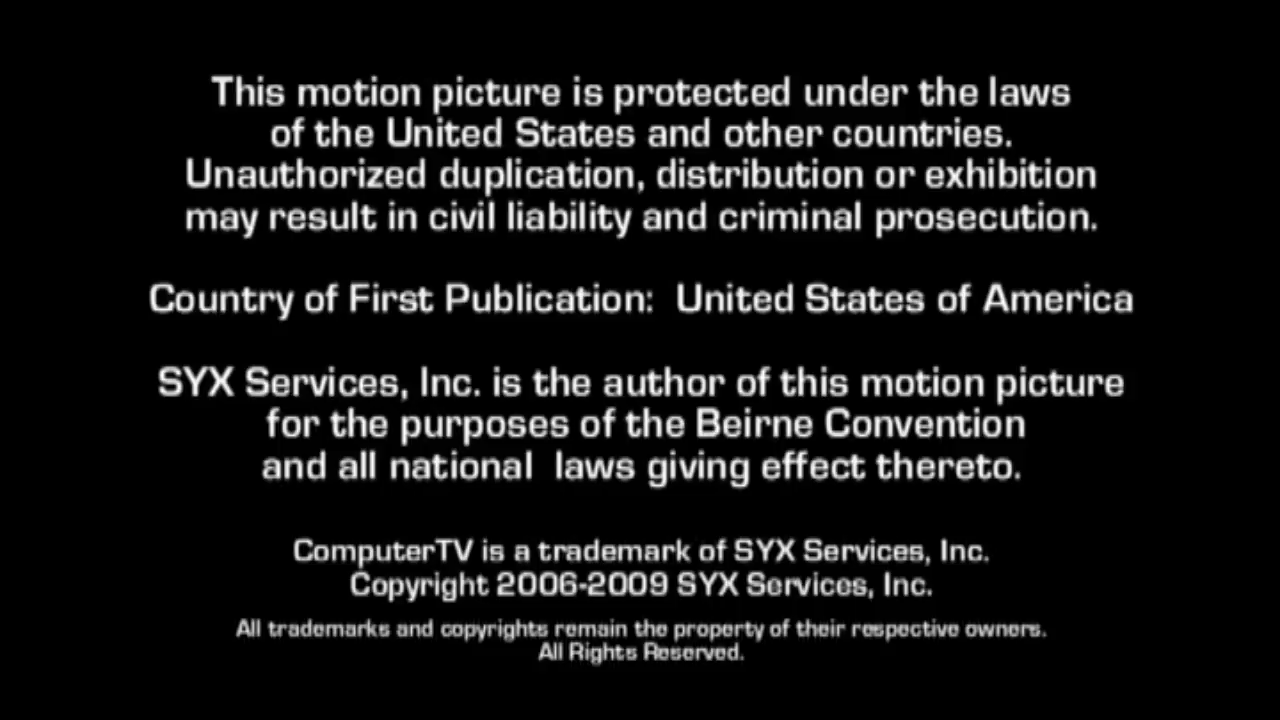 This motion picture is protected under the laws
of the United States and other countries.
Unauthorized duplication, distribution or exhibition
may result in civil liability and criminal prosecution.
Country of First Publication:  United States of America
SYX Services, Inc. is the author of this motion picture
for the purposes of the Beirne Convention
and all national  laws giving effect thereto.
ComputerTV is a trademark of SYX Services, Inc.
Copyright 2006-2009 SYX Services, Inc.
All trademarks and copyrights remain the property of their respective owners.
All Rights Reserved.